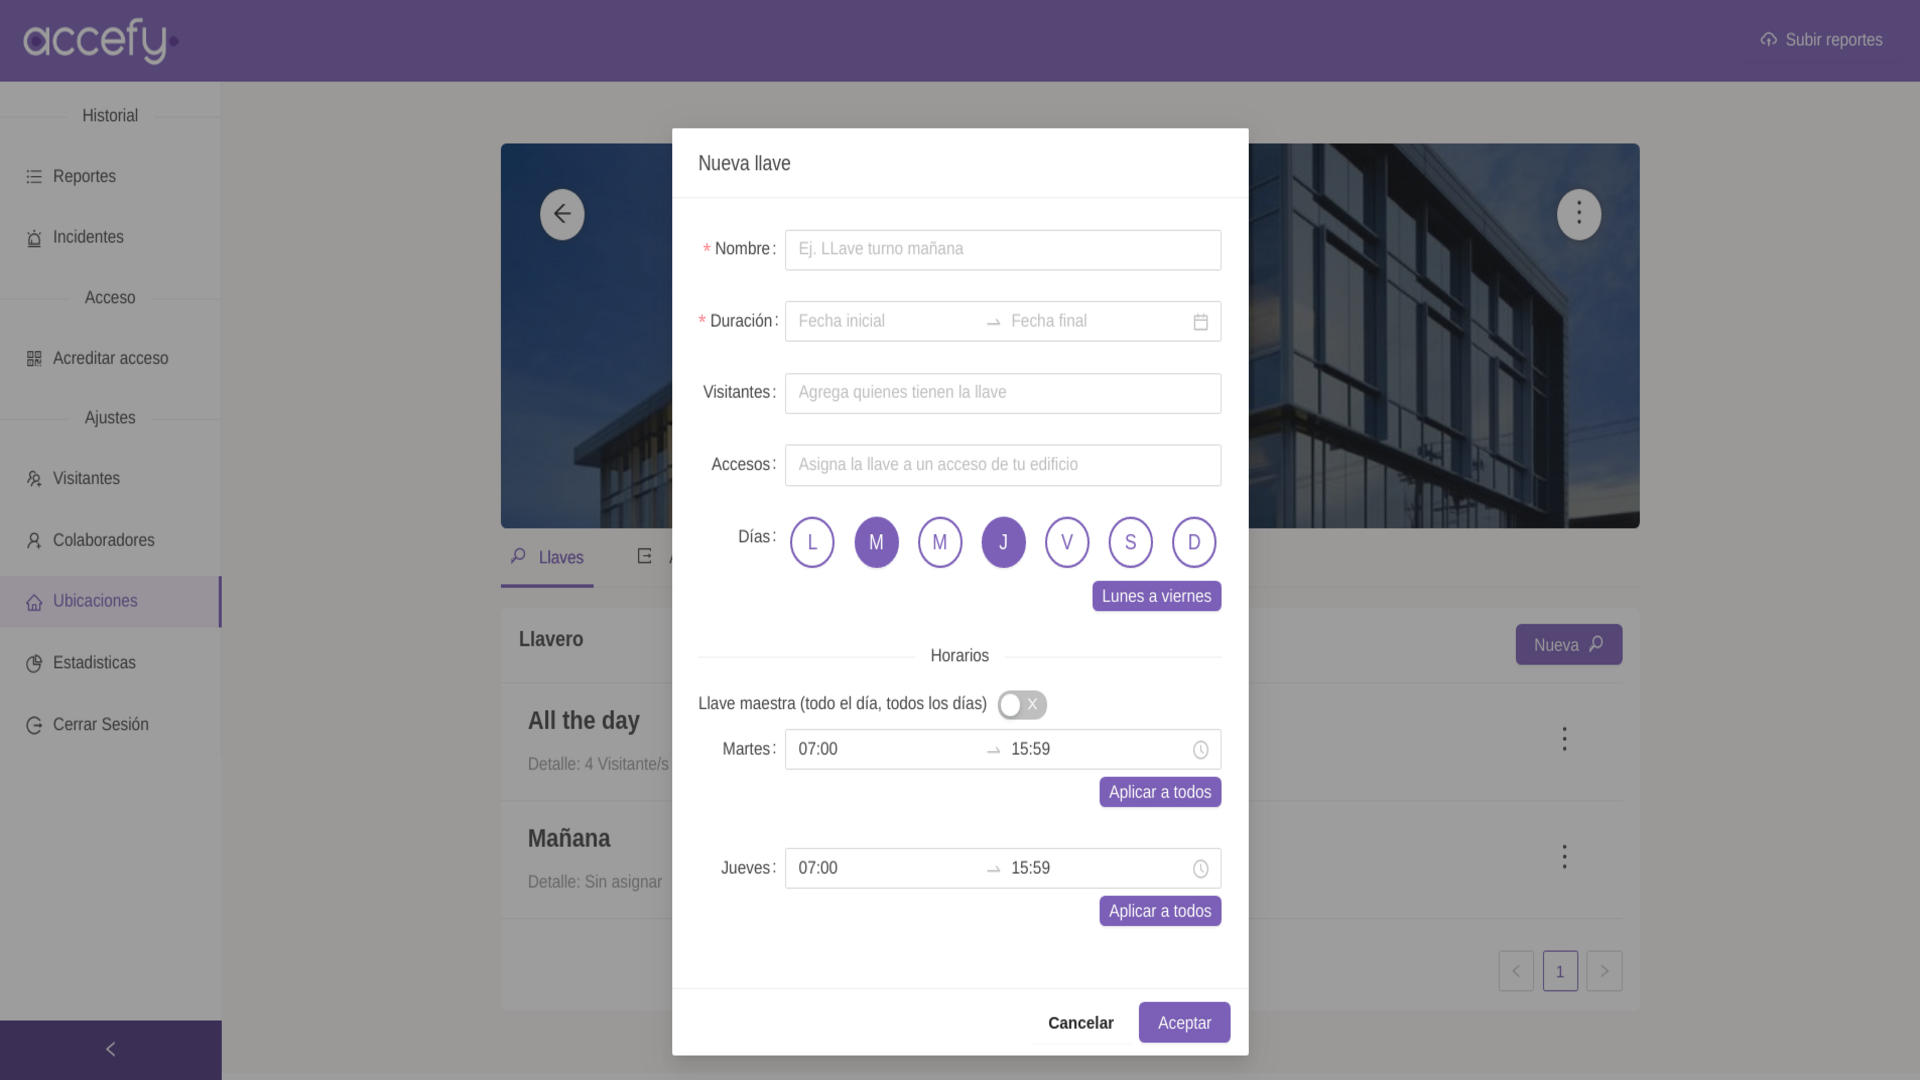 accefy
Subir reportes
Historial
Reportes
Incidentes
Acceso
Acreditar acceso
Ajustes
Visitantes
Colaboradores
Ubicaciones
Estadisticas
Cerrar Sesión
Llaves
Llavero
Nueva
All the day
Detalle: 4 Visitante/s
Mañana
Detalle: Sin asignar
1
Nueva llave
* Nombre: Ej. LLave turno mañana
* Duración: Fecha inicial → Fecha final
Visitantes: Agrega quienes tienen la llave
Accesos: Asigna la llave a un acceso de tu edificio
Días: L M M J V S D
Lunes a viernes
Horarios
Llave maestra (todo el día, todos los días) X
Martes: 07:00 → 15:59
Aplicar a todos
Jueves: 07:00 → 15:59
Aplicar a todos
Cancelar Aceptar